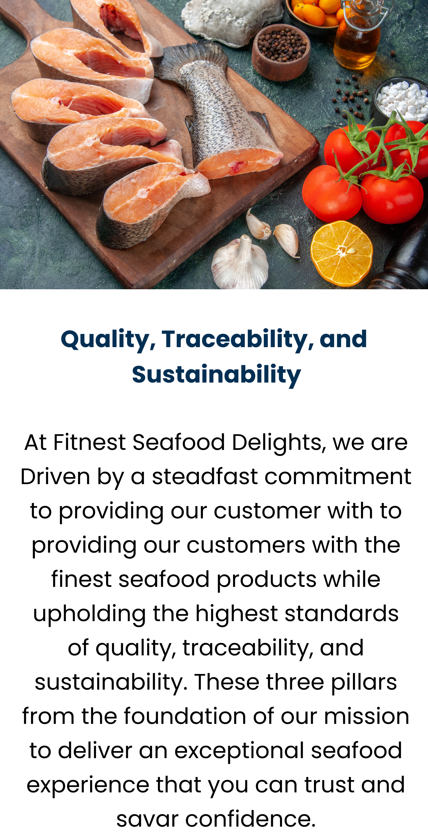 Quality, Traceability, and
Sustainability
At Fitnest Seafood Delights, we are
Driven by a steadfast commitment
to providing our customer with to
providing our customers with the
finest seafood products while
upholding the highest standards
of quality, traceability, and
sustainability. These three pillars
from the foundation of our mission
to deliver an exceptional seafood
experience that you can trust and
savar confidence.